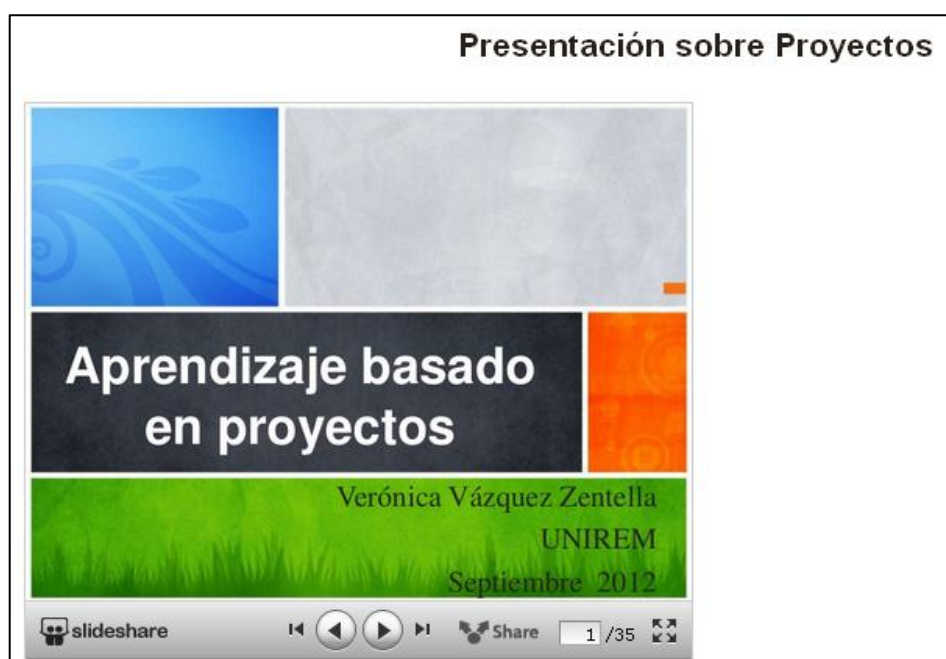 Presentación sobre Proyectos
Aprendizaje basado
en proyectos
Verónica Vázquez Zentella
UNIREM
Septiembre 2012
slideshare
Share
1 /35